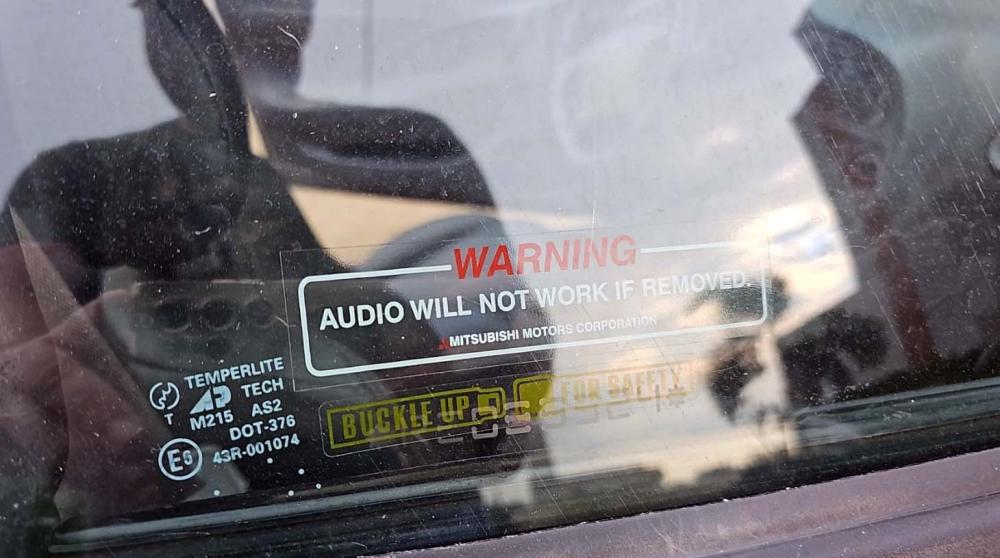 WARNING
AUDIO WILL NOT WORK IF REMOVED.
MITSUBISHI MOTORS CORPORATION
TEMPERLITE
T
TECH
M215 AS2
DOT-376
E6 43R-001074
BUCKLE UP FOR SAFETY